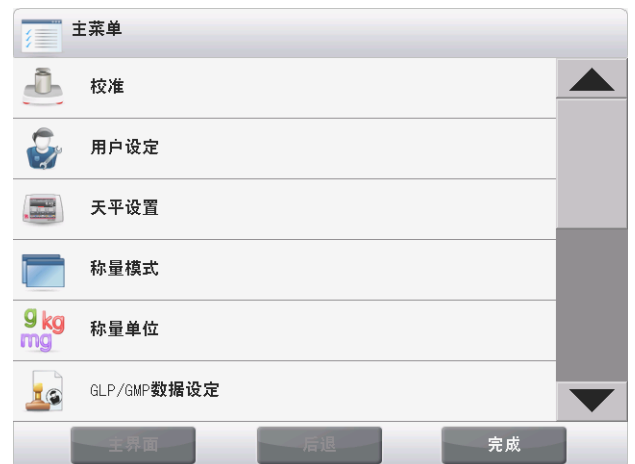 主菜单
校准
用户设定
天平设置
称量模式
g kg
mg
称量单位
GLP/GMP数据设定
主界面 后退 完成